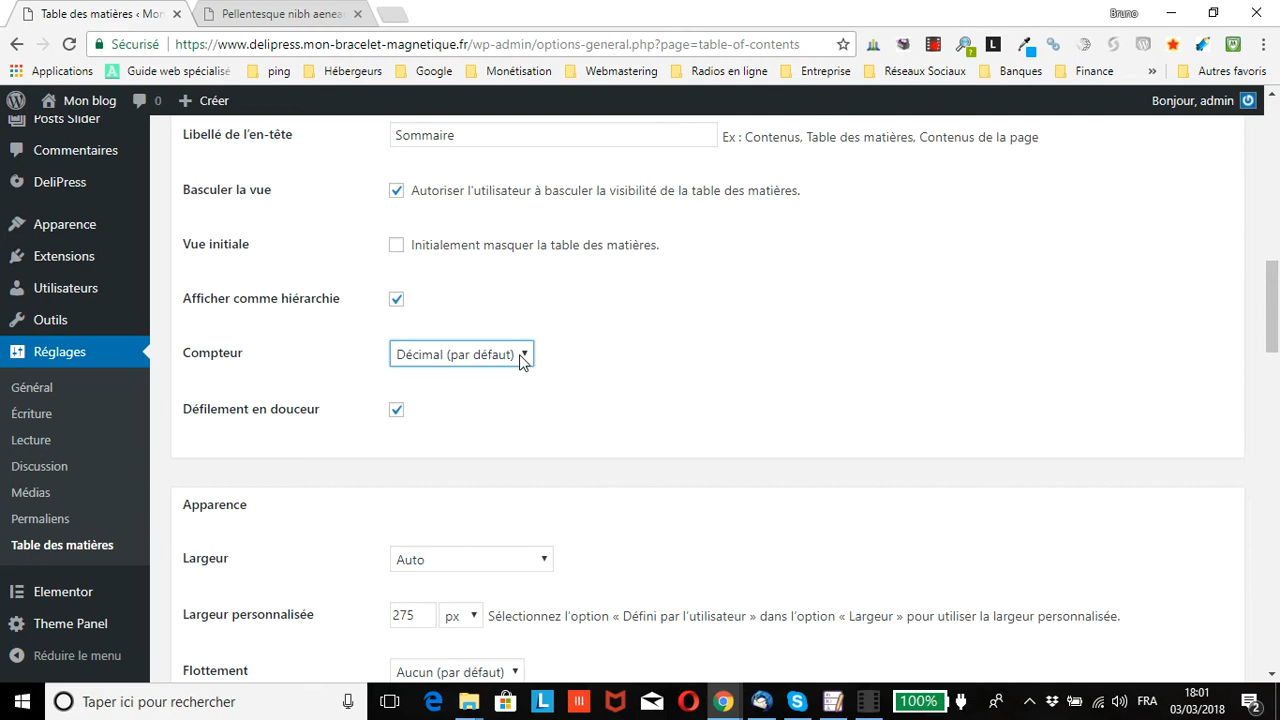 Table des matières ‹ Mon
Pellentesque nibh aenea
Bruno
Sécurisé
https://www.delipress.mon-bracelet-magnetique.fr/wp-admin/options-general.php?page=table-of-contents
Applications
Guide web spécialisé
ping
Hébergeurs
Google
Monétisation
Webmastering
Radios en ligne
Entreprise
Réseaux Sociaux
Banques
Finance
»
Autres favoris
Mon blog
0
Créer
Bonjour, admin
Posts Slider
Commentaires
DeliPress
Apparence
Extensions
Utilisateurs
Outils
Réglages
Général
Écriture
Lecture
Discussion
Médias
Permaliens
Table des matières
Elementor
Theme Panel
Réduire le menu
Libellé de l'en-tête
Sommaire
Ex : Contenus, Table des matières, Contenus de la page
Basculer la vue
Autoriser l'utilisateur à basculer la visibilité de la table des matières.
Vue initiale
Initialement masquer la table des matières.
Afficher comme hiérarchie
Compteur
Décimal (par défaut)
Défilement en douceur
Apparence
Largeur
Auto
Largeur personnalisée
275
px
Sélectionnez l'option « Défini par l'utilisateur » dans l'option « Largeur » pour utiliser la largeur personnalisée.
Flottement
Aucun (par défaut)
Taper ici pour rechercher
100%
FRA
18:01
03/03/2018
2